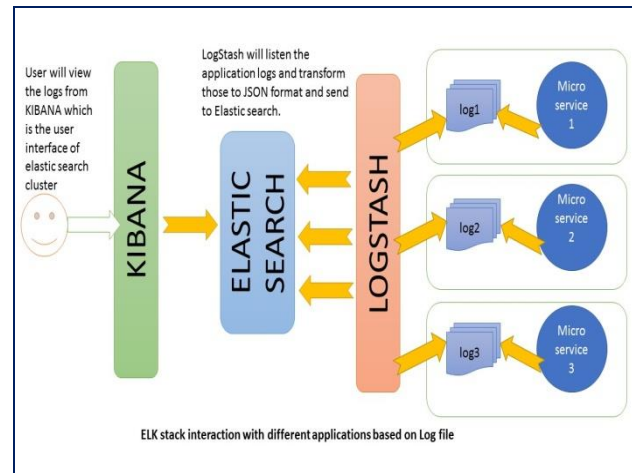 User will view
the logs from
KIBANA which
is the user
interface of
elastic search
cluster
LogStash will listen the
application logs and transform
those to JSON format and send
to Elastic search.
KIBANA
ELASTIC
SEARCH
LOGSTASH
log1
Micro
service
1
log2
Micro
service
2
log3
Micro
service
3
ELK stack interaction with different applications based on Log file